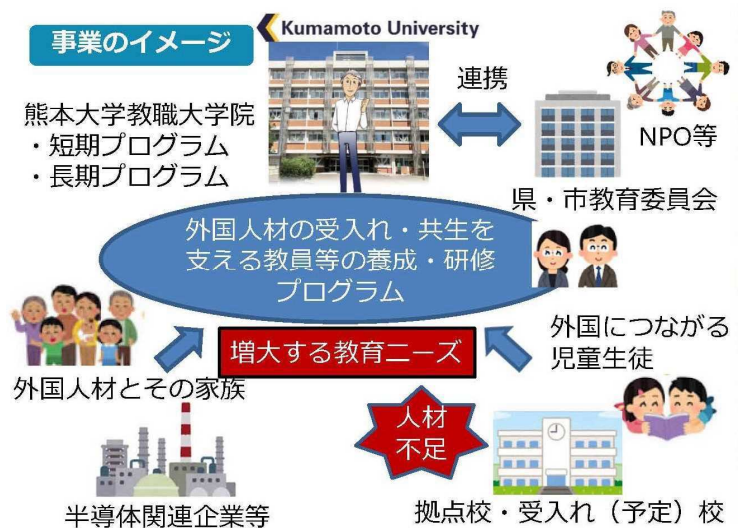 事業のイメージ
Kumamoto University
熊本大学教職大学院
・短期プログラム
・長期プログラム
連携
NPO等
県・市教育委員会
外国人材の受入れ・共生を
支える教員等の養成・研修
プログラム
増大する教育ニーズ
外国につながる
児童生徒
外国人材とその家族
人材
不足
半導体関連企業等
拠点校・受入れ（予定）校